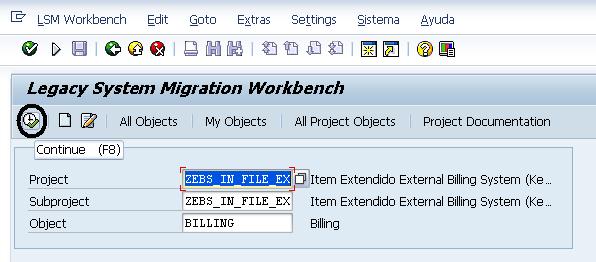 LSM Workbench Edit Goto Extras Settings Sistema Ayuda
Legacy System Migration Workbench
All Objects My Objects All Project Objects Project Documentation
Continue (F8)
Project ZEBS_IN_FILE_EX Item Extendido External Billing System (Ke...
Subproject ZEBS_IN_FILE_EX Item Extendido External Billing System (Ke...
Object BILLING Billing